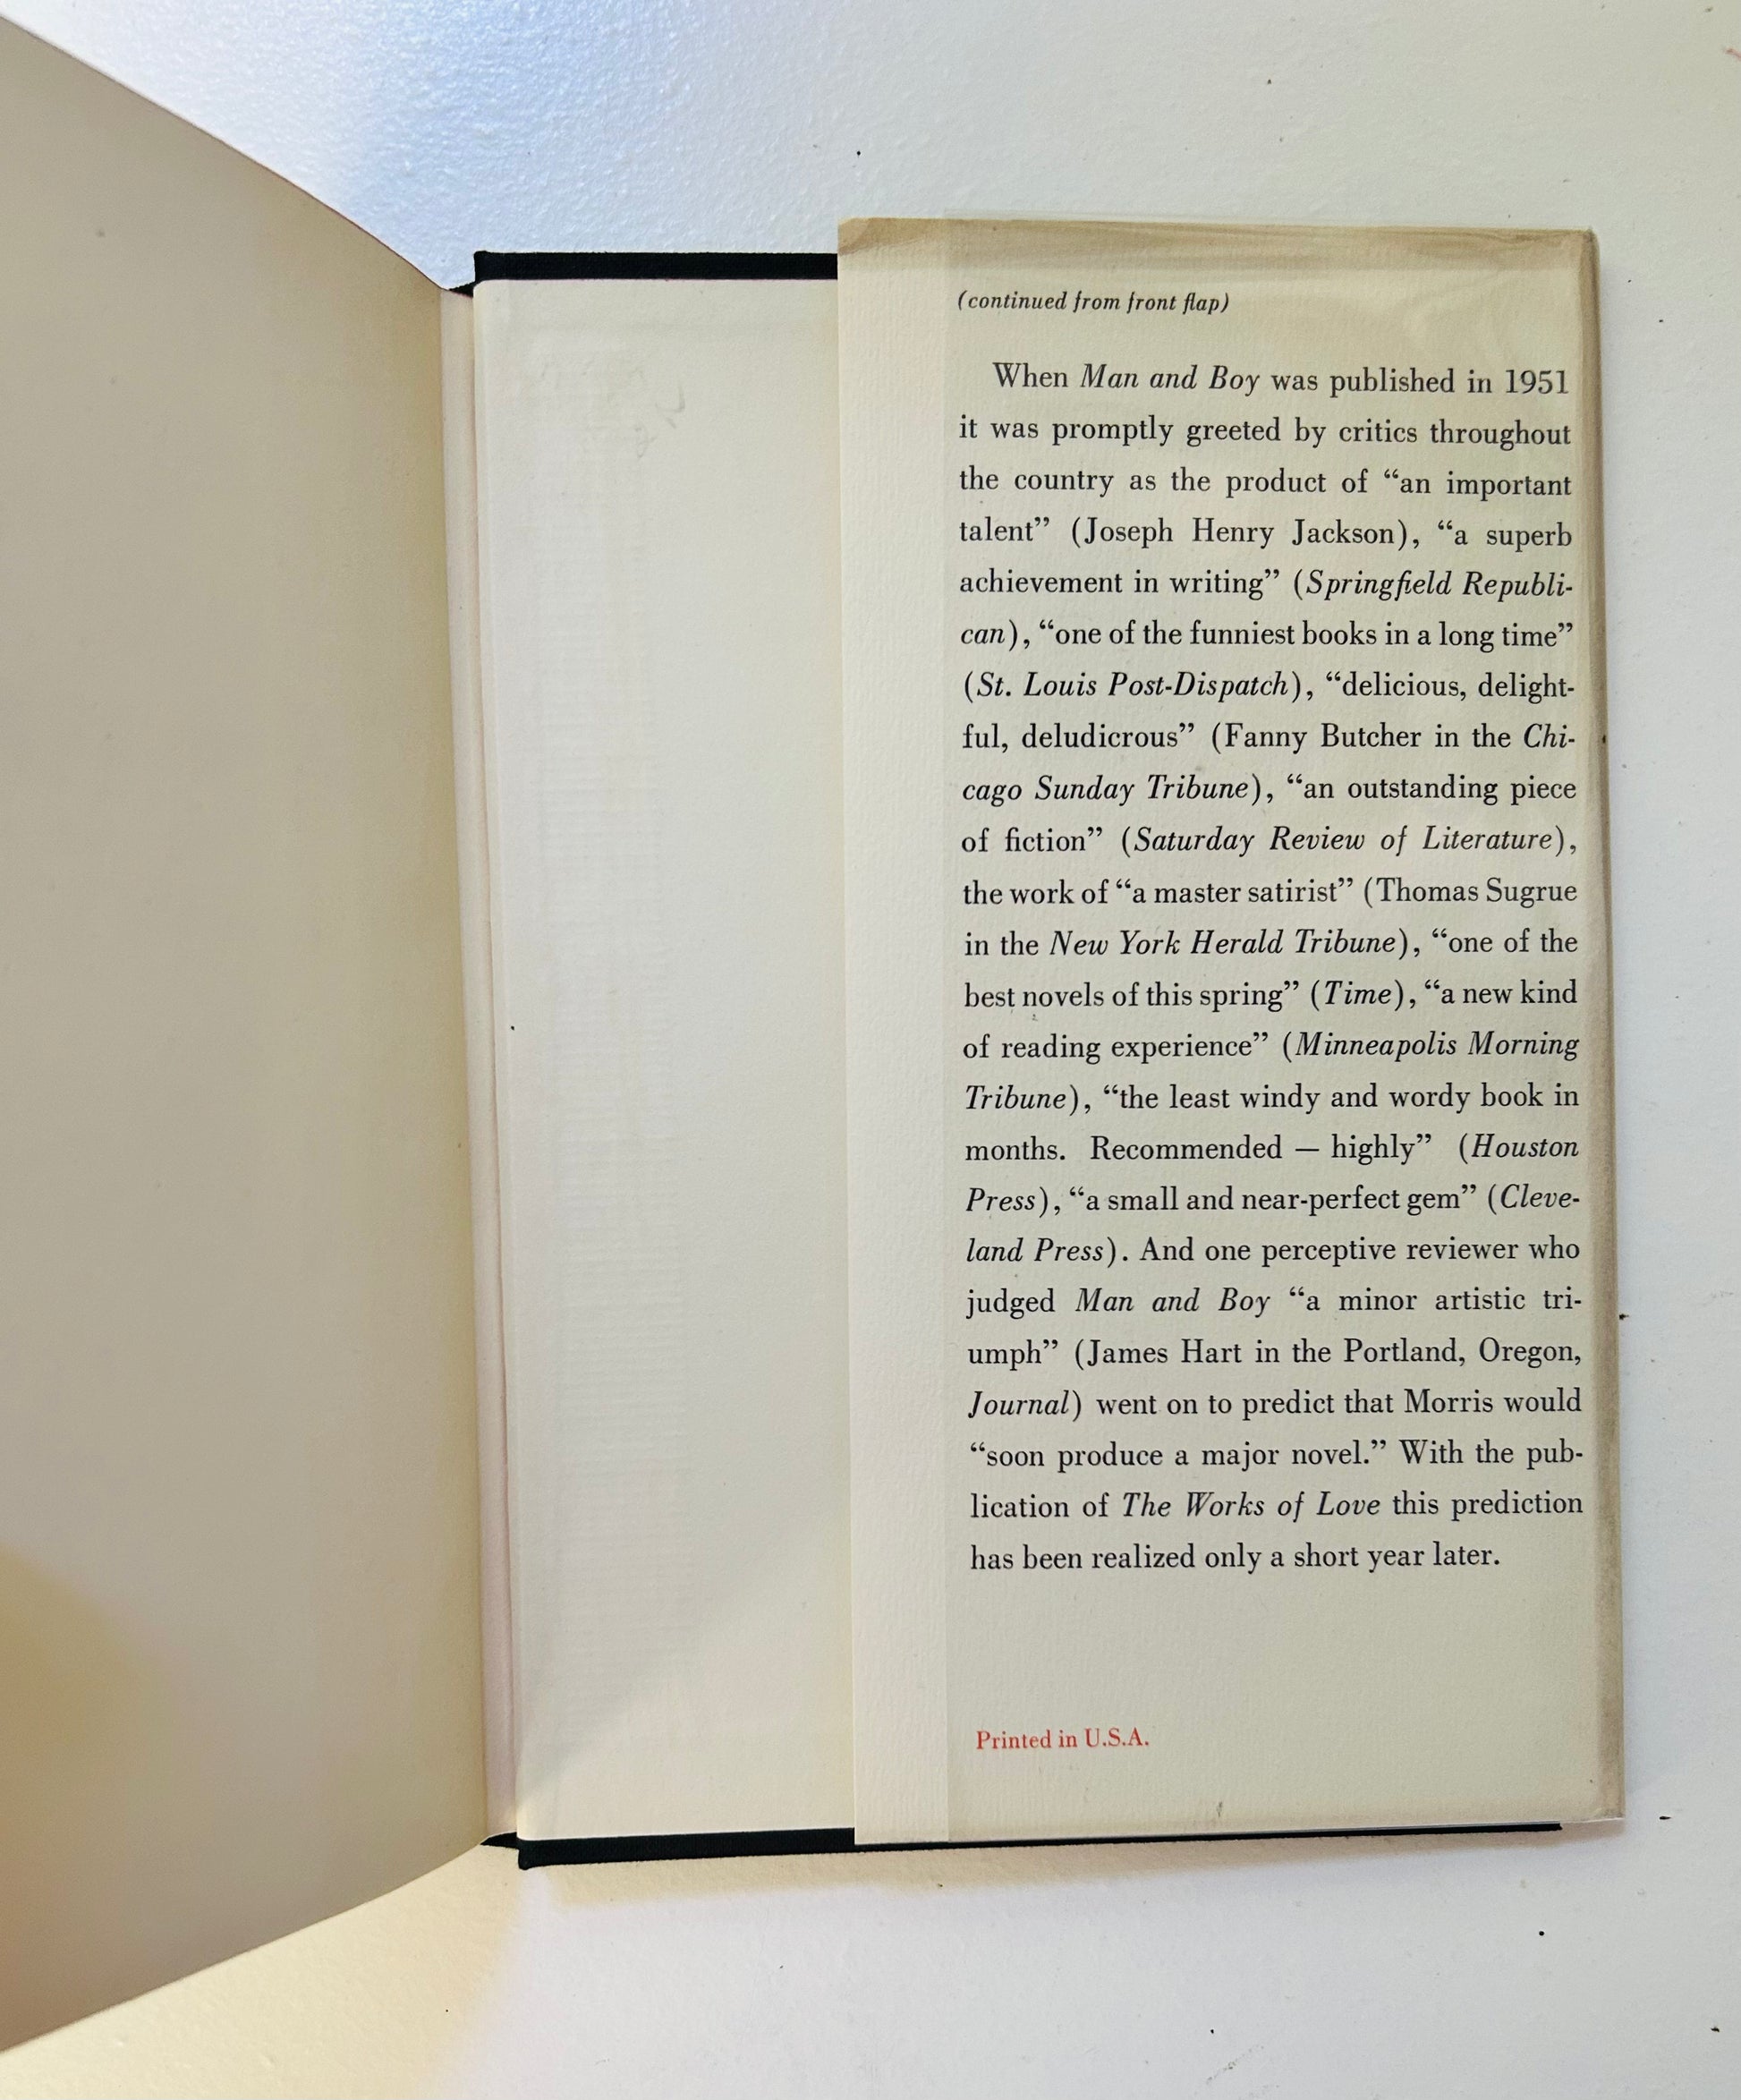 (continued from front flap)
When Man and Boy was published in 1951
it was promptly greeted by critics throughout
the country as the product of “an important
talent” (Joseph Henry Jackson), “a superb
achievement in writing” (Springfield Republi-
can), “one of the funniest books in a long time”
(St. Louis Post-Dispatch), “delicious, delight-
ful, deludicrous” (Fanny Butcher in the Chi-
cago Sunday Tribune), “an outstanding piece
of fiction” (Saturday Review of Literature),
the work of “a master satirist” (Thomas Sugrue
in the New York Herald Tribune), “one of the
best novels of this spring” (Time), “a new kind
of reading experience” (Minneapolis Morning
Tribune), “the least windy and wordy book in
months. Recommended — highly” (Houston
Press), “a small and near-perfect gem” (Cleve-
land Press). And one perceptive reviewer who
judged Man and Boy “a minor artistic tri-
umph” (James Hart in the Portland, Oregon,
Journal) went on to predict that Morris would
“soon produce a major novel.” With the pub-
lication of The Works of Love this prediction
has been realized only a short year later.
Printed in U.S.A.